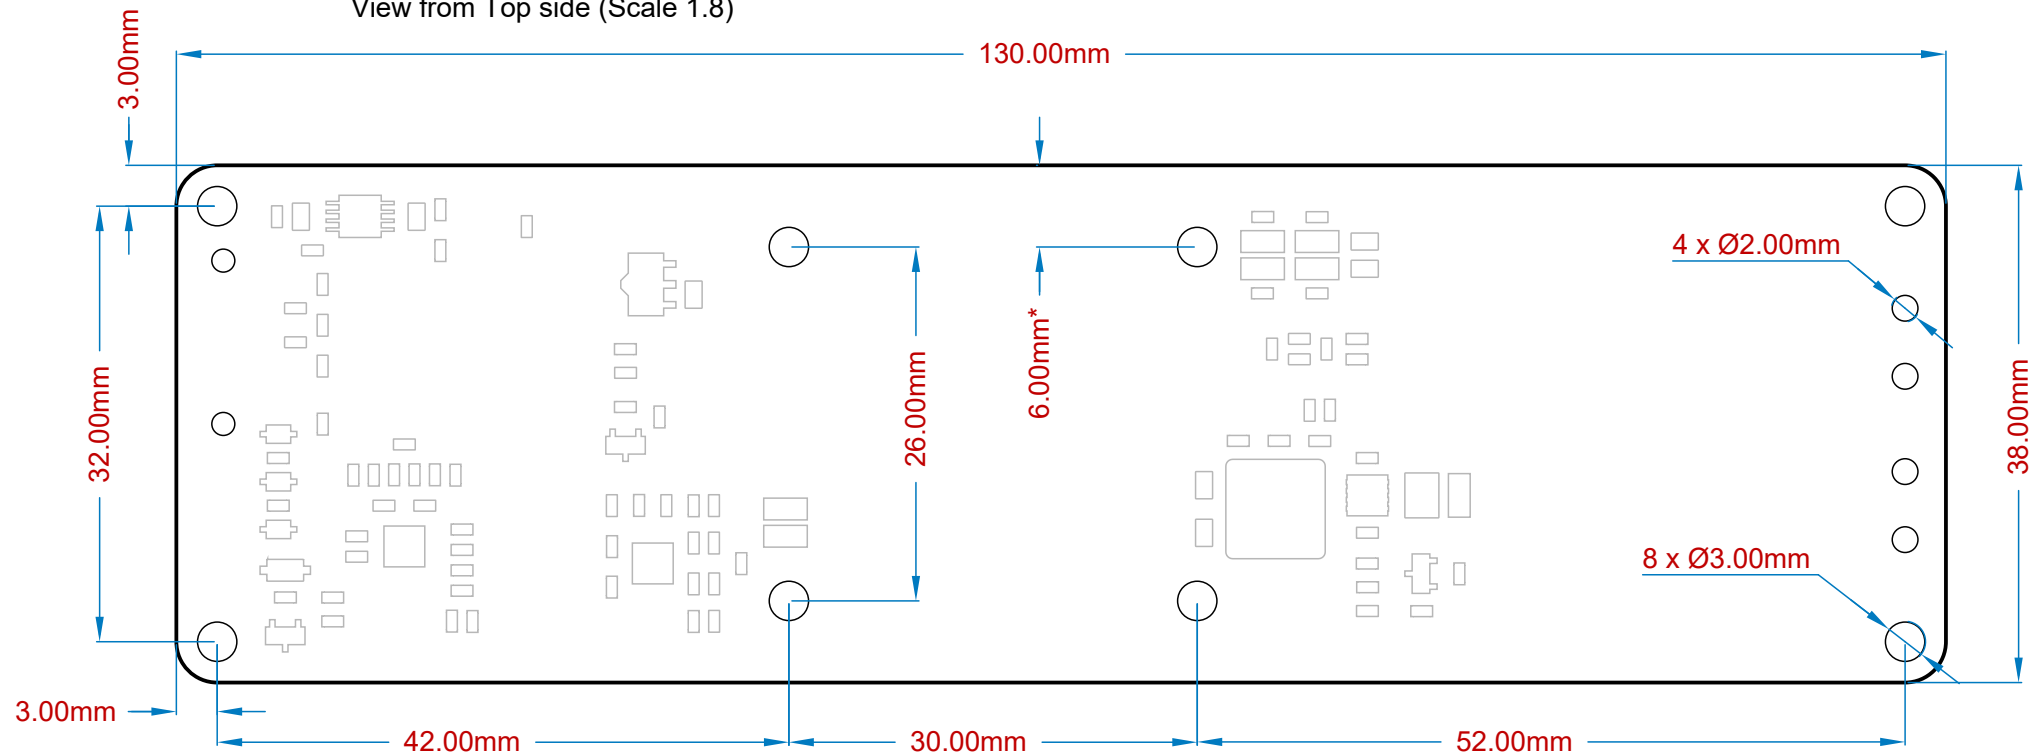 View from Top side (Scale 1.8)
130.00mm
3.00mm
4 x Ø2.00mm
6.00mm*
32.00mm
26.00mm
38.00mm
8 x Ø3.00mm
3.00mm
42.00mm
30.00mm
52.00mm